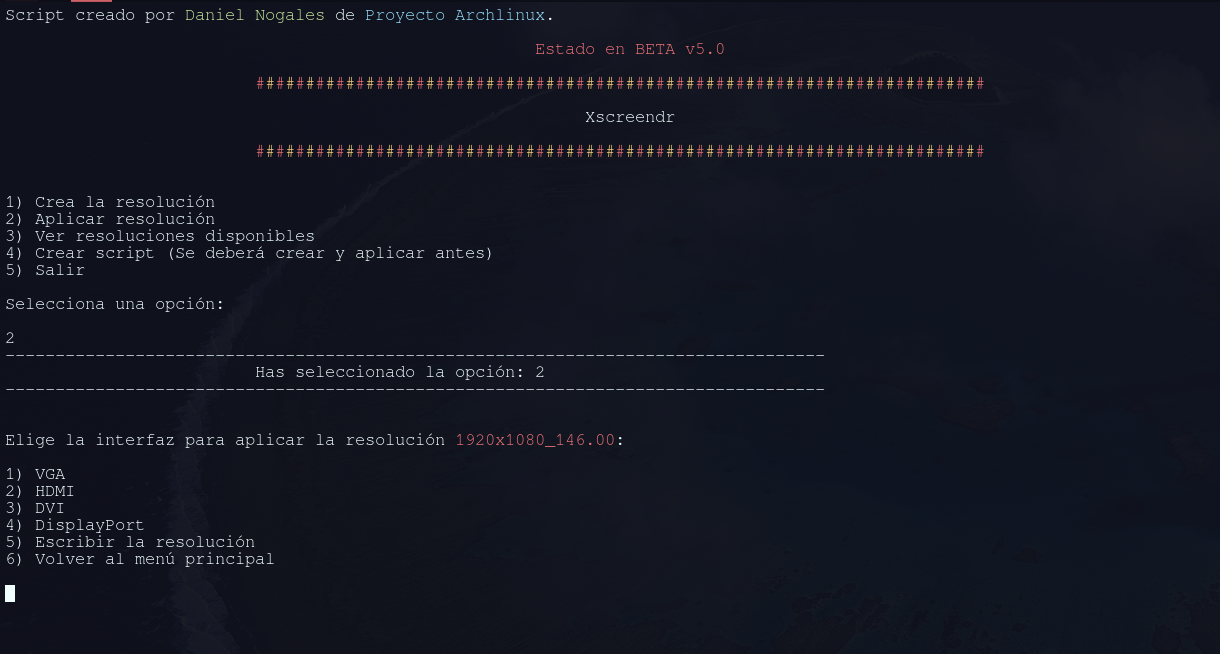 Script creado por Daniel Nogales de Proyecto Archlinux.
Estado en BETA v5.0
#########################################################################
Xscreendr
#########################################################################
1) Crea la resolución
2) Aplicar resolución
3) Ver resoluciones disponibles
4) Crear script (Se deberá crear y aplicar antes)
5) Salir
Selecciona una opción:
2
----------------------------------------------------------------------------------
Has seleccionado la opción: 2
----------------------------------------------------------------------------------
Elige la interfaz para aplicar la resolución 1920x1080_146.00:
1) VGA
2) HDMI
3) DVI
4) DisplayPort
5) Escribir la resolución
6) Volver al menú principal